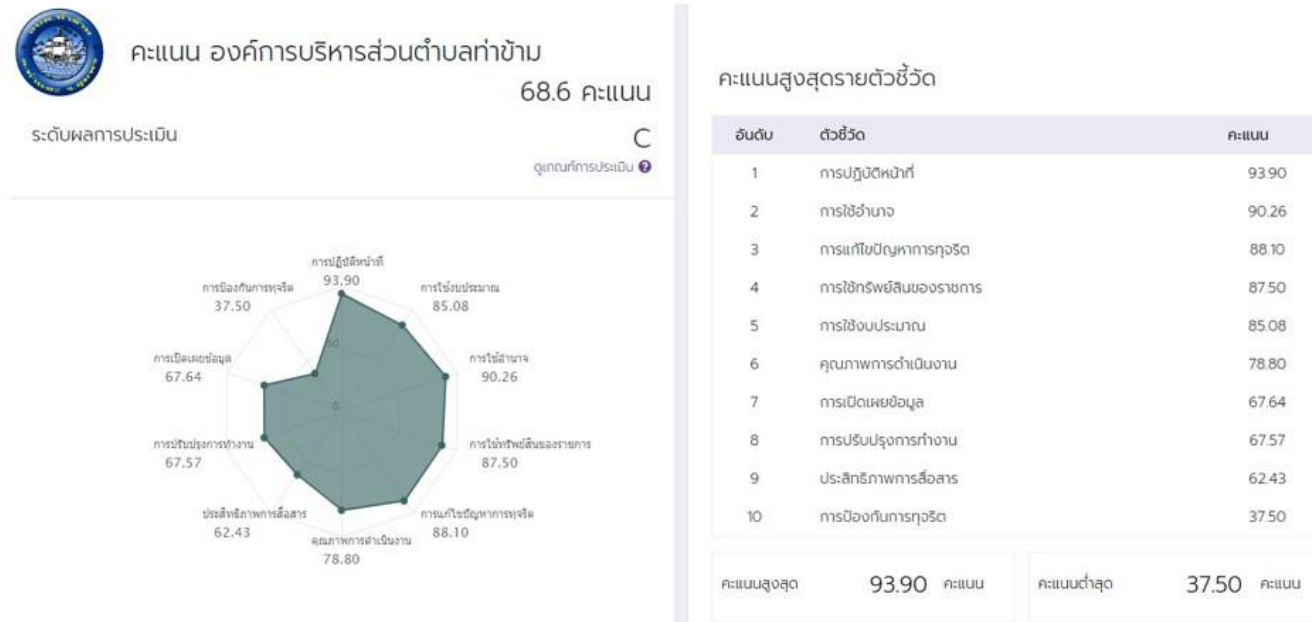 คะแนน องค์การบริหารส่วนตำบลท่าข้าม
68.6 คะแนน
ระดับผลการประเมิน C
ดูเกณฑ์การประเมิน
การปฏิบัติหน้าที่
93.90
การใช้งบประมาณ
85.08
การใช้อำนาจ
90.26
การใช้ทรัพย์สินของราชการ
87.50
การแก้ไขปัญหาการทุจริต
88.10
คุณภาพการดำเนินงาน
78.80
ประสิทธิภาพการสื่อสาร
62.43
การปรับปรุงการทำงาน
67.57
การเปิดเผยข้อมูล
67.64
การป้องกันการทุจริต
37.50
50
0
คะแนนสูงสุดรายตัวชี้วัด
อันดับ ตัวชี้วัด คะแนน
1 การปฏิบัติหน้าที่ 93.90
2 การใช้อำนาจ 90.26
3 การแก้ไขปัญหาการทุจริต 88.10
4 การใช้ทรัพย์สินของราชการ 87.50
5 การใช้งบประมาณ 85.08
6 คุณภาพการดำเนินงาน 78.80
7 การเปิดเผยข้อมูล 67.64
8 การปรับปรุงการทำงาน 67.57
9 ประสิทธิภาพการสื่อสาร 62.43
10 การป้องกันการทุจริต 37.50
คะแนนสูงสุด 93.90 คะแนน
คะแนนต่ำสุด 37.50 คะแนน